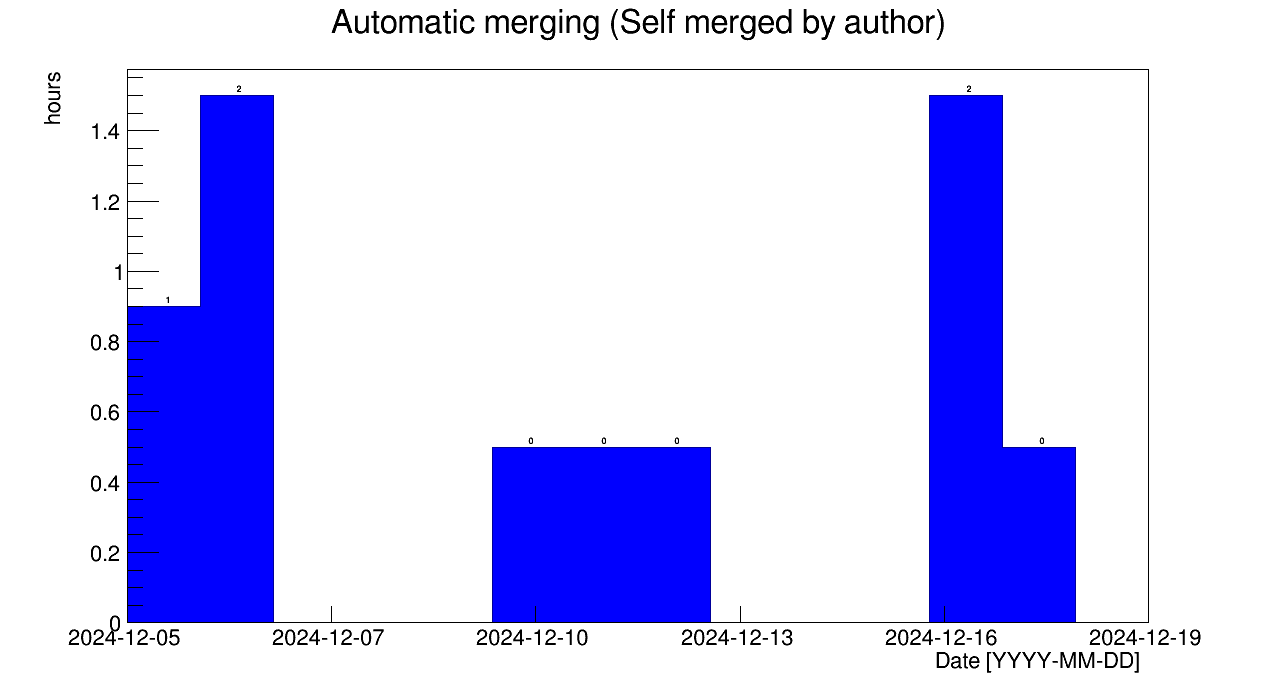 Automatic merging (Self merged by author)
hours
2
2
1.4
1.2
1
1
0.8
0.6
0 0 0 0
0.4
0.2
0
2024-12-05 2024-12-07 2024-12-10 2024-12-13 2024-12-16 2024-12-19
Date [YYYY-MM-DD]